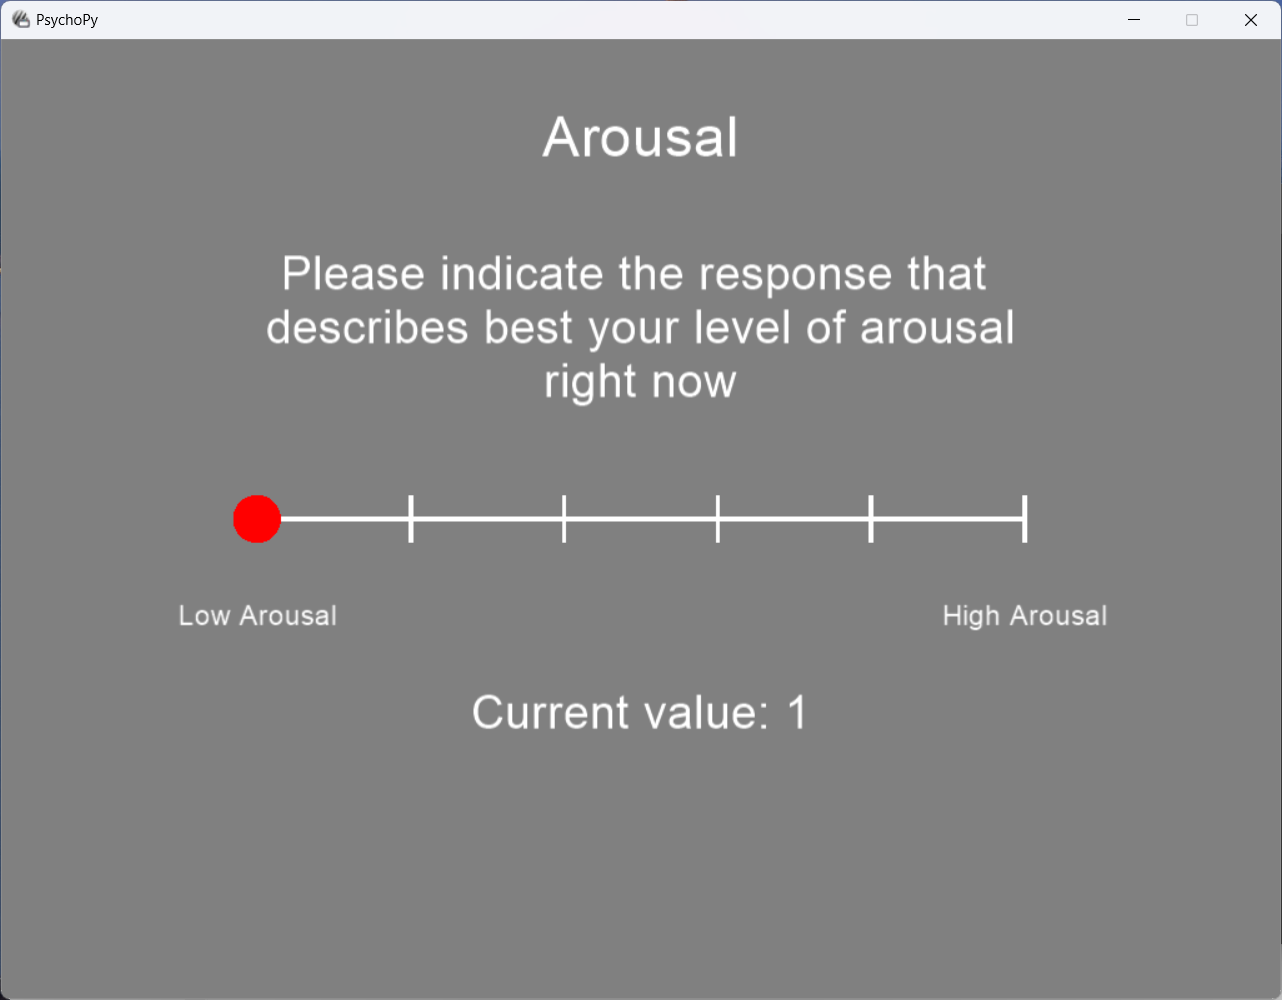 PsychoPy
Arousal
Please indicate the response that
describes best your level of arousal
right now
Low Arousal
High Arousal
Current value: 1